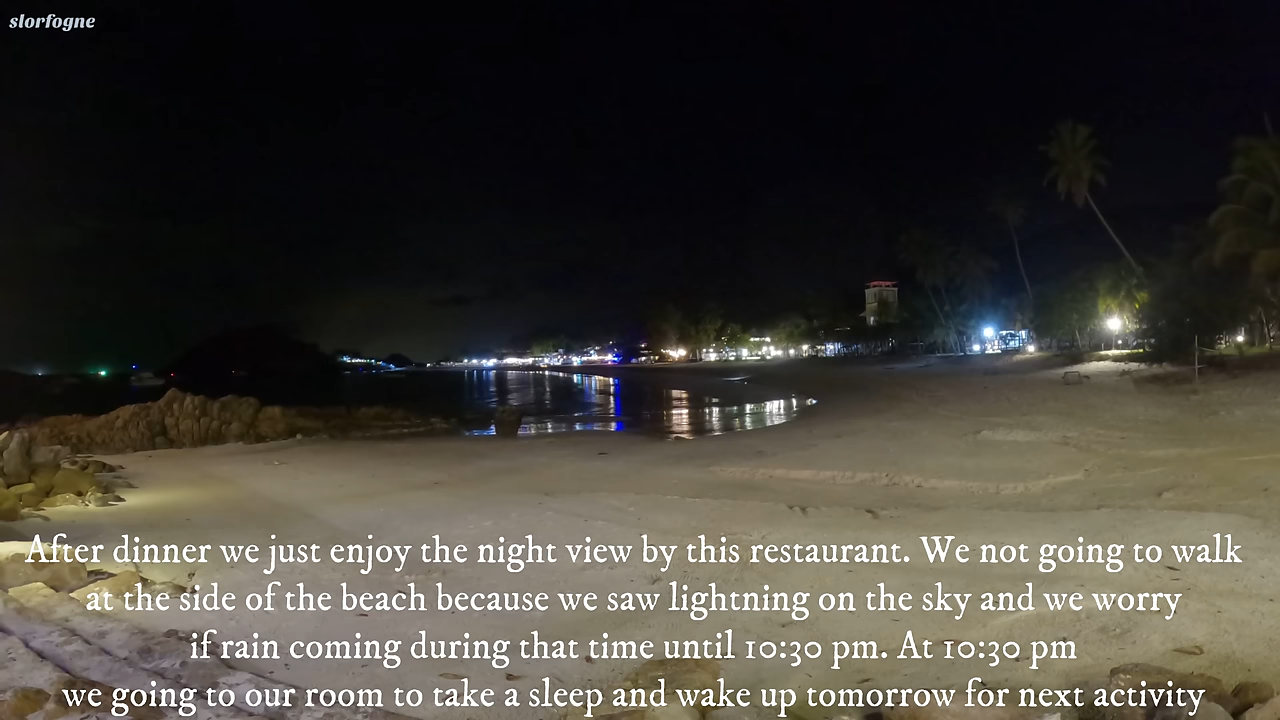 slorfogne
After dinner we just enjoy the night view by this restaurant. We not going to walk
at the side of the beach because we saw lightning on the sky and we worry
if rain coming during that time until 10:30 pm. At 10:30 pm
we going to our room to take a sleep and wake up tomorrow for next activity